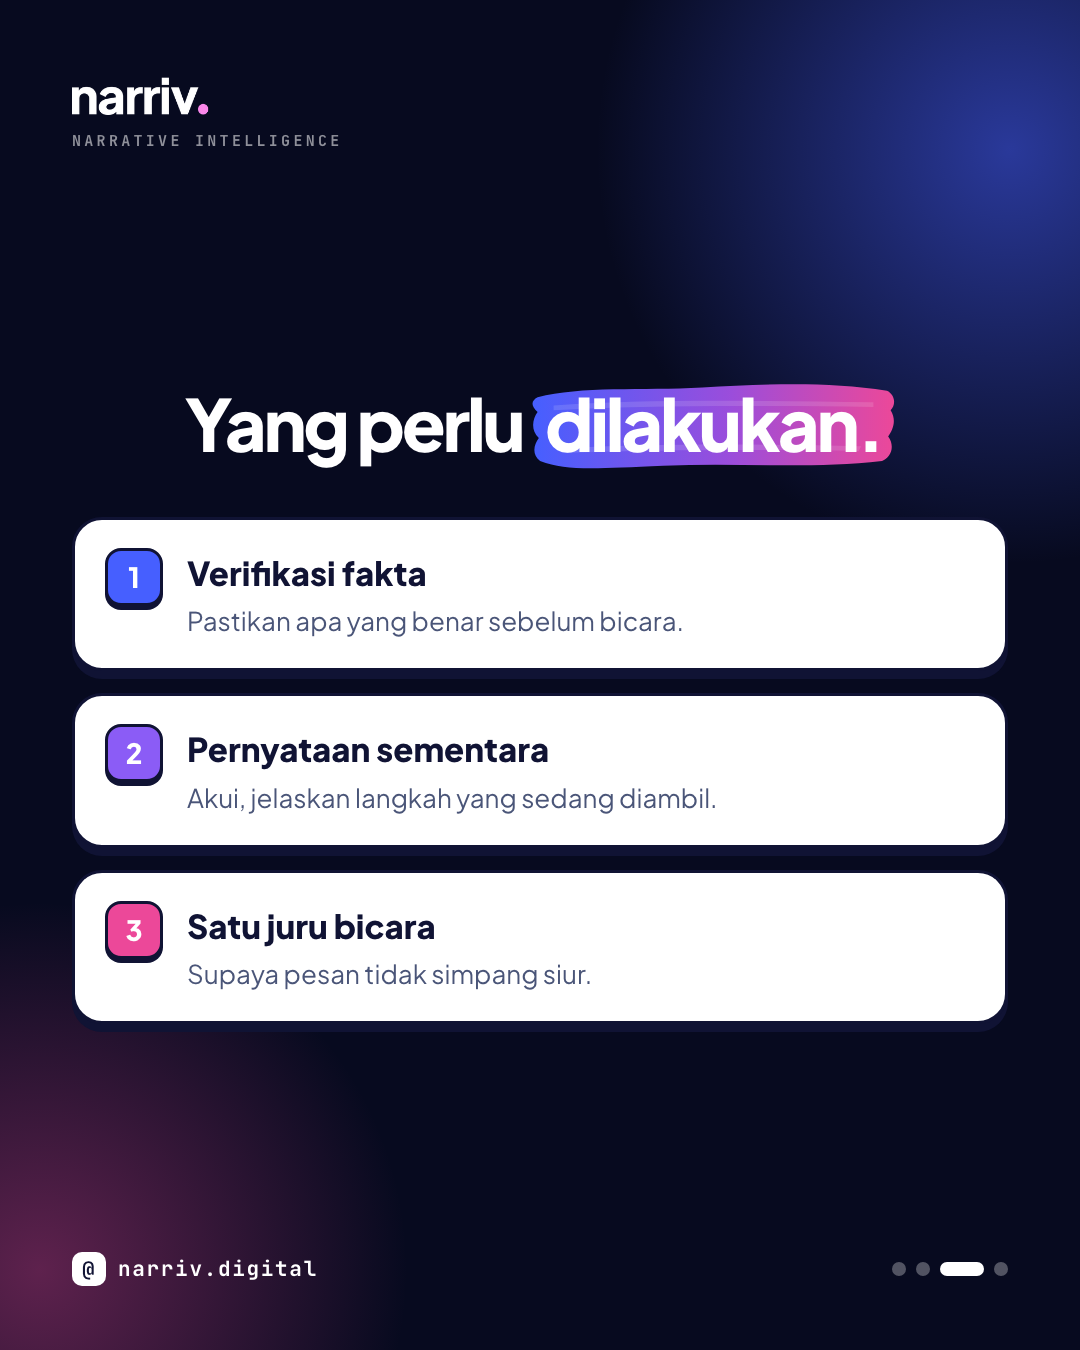 narriv.
NARRATIVE INTELLIGENCE
Yang perlu dilakukan.
1
Verifikasi fakta
Pastikan apa yang benar sebelum bicara.
2
Pernyataan sementara
Akui, jelaskan langkah yang sedang diambil.
3
Satu juru bicara
Supaya pesan tidak simpang siur.
@ narriv.digital